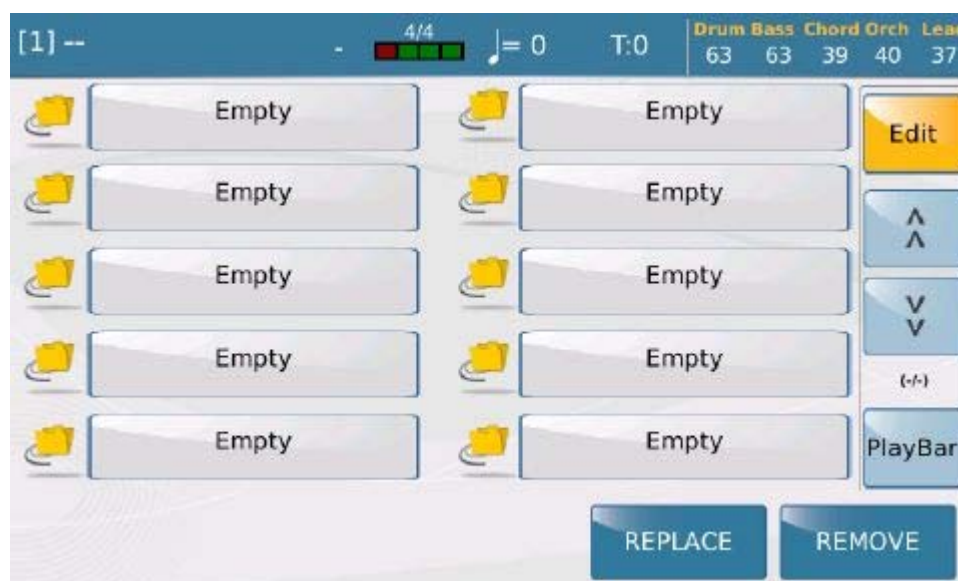 [1] -- - 4/4 = 0 T:0 Drum Bass Chord Orch Lead
63 63 39 40 37
Empty Empty Edit
Empty Empty
Empty Empty
Empty Empty (-/-)
Empty Empty PlayBar
REPLACE REMOVE